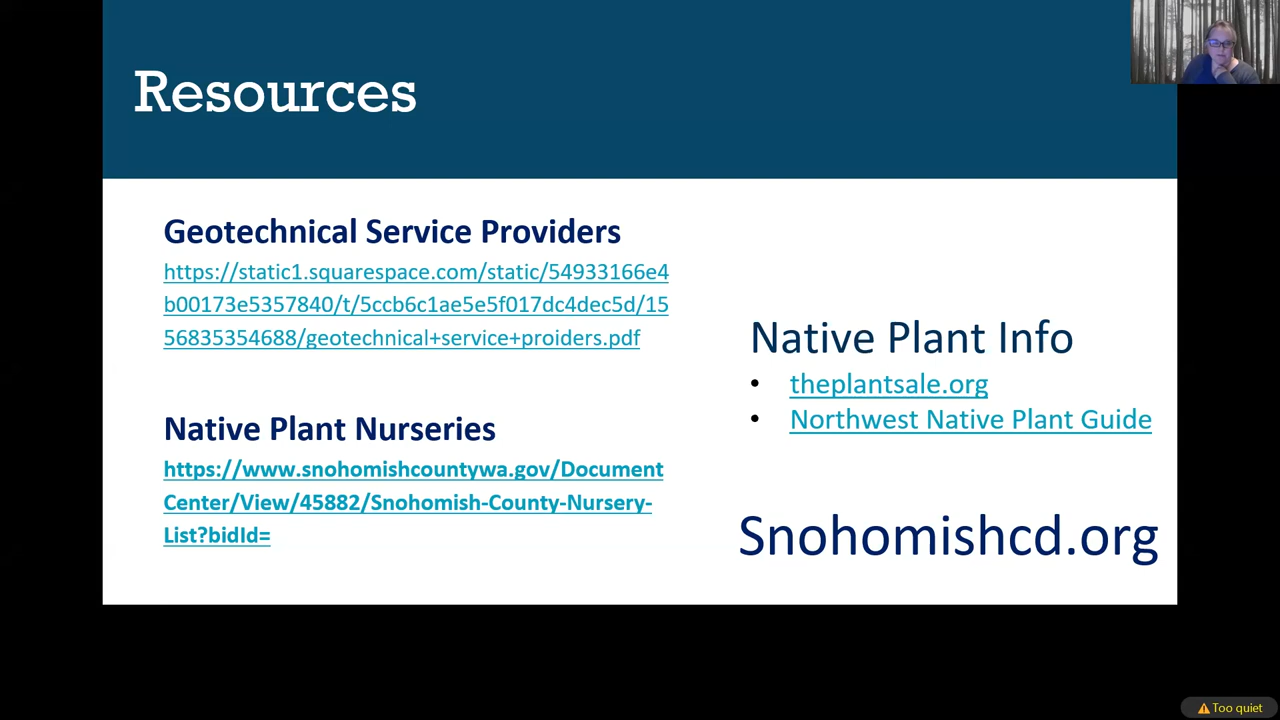 Resources
Geotechnical Service Providers
https://static1.squarespace.com/static/54933166e4
b00173e5357840/t/5ccb6c1ae5e5f017dc4dec5d/15
56835354688/geotechnical+service+proiders.pdf
Native Plant Nurseries
https://www.snohomishcountywa.gov/Document
Center/View/45882/Snohomish-County-Nursery-
List?bidId=
Native Plant Info
• theplantsale.org
• Northwest Native Plant Guide
Snohomishcd.org
Too quiet